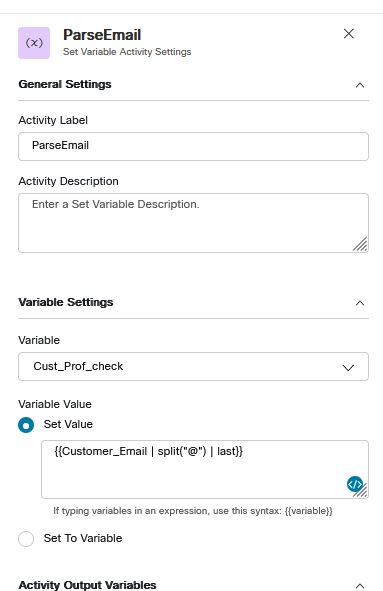 (x)
ParseEmail
Set Variable Activity Settings
General Settings
Activity Label
ParseEmail
Activity Description
Enter a Set Variable Description.
Variable Settings
Variable
Cust_Prof_check
Variable Value
Set Value
{{Customer_Email | split("@") | last}}
</>
If typing variables in an expression, use this syntax: {{variable}}
Set To Variable
Activity Output Variables